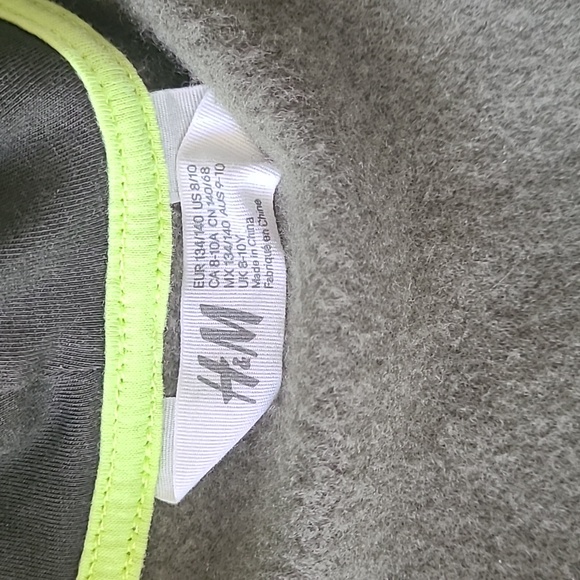 H&M
EUR 134/140 US 8/10
CA 8-10A CN 140/68
MX 134/140 AUS 9-10
UK 8-10Y
Made in China
Fabriqué en Chine